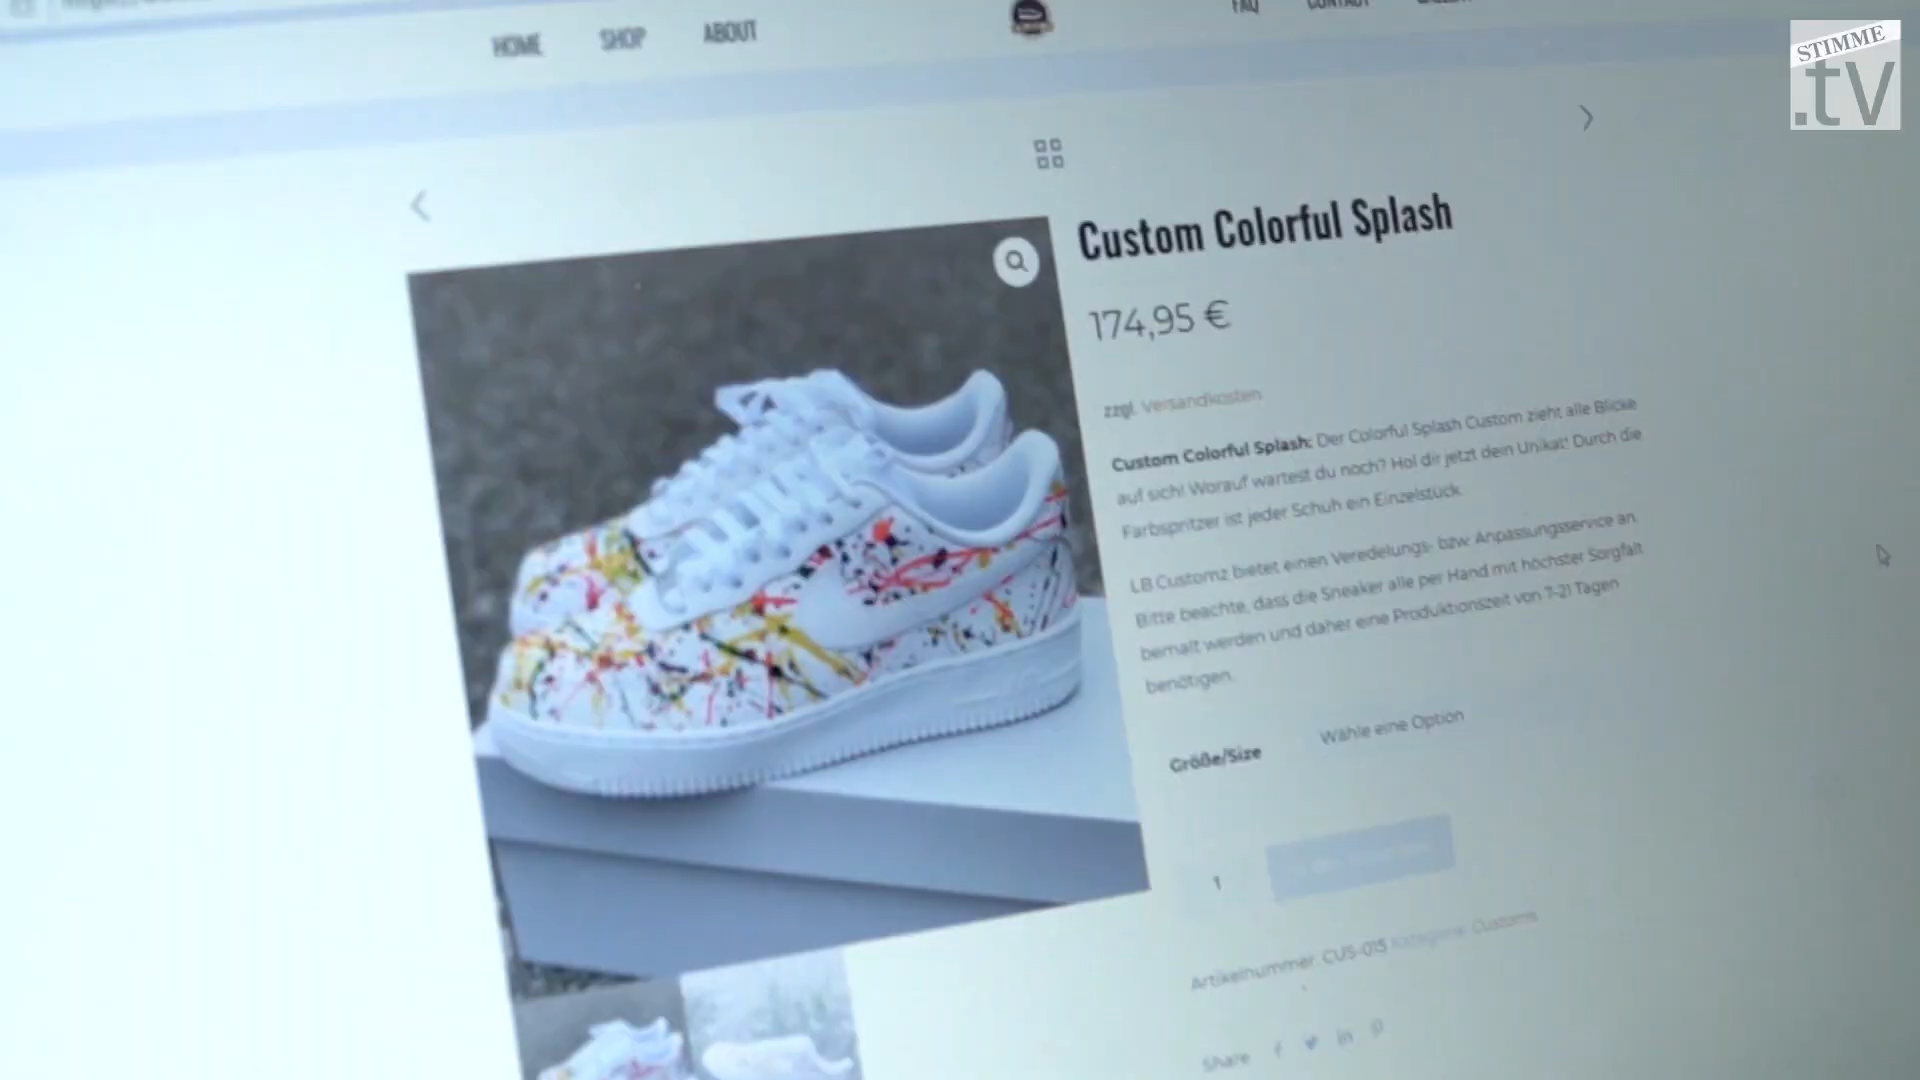 HOME SHOP ABOUT
FAQ CONTACT
STIMME
.tv
Custom Colorful Splash
174,95 €
zzgl. Versandkosten
Custom Colorful Splash: Der Colorful Splash Custom zieht alle Blicke
auf sich! Worauf wartest du noch? Hol dir jetzt dein Unikat! Durch die
Farbspritzer ist jeder Schuh ein Einzelstück.
LB Customz bietet einen Veredelungs- bzw. Anpassungsservice an.
Bitte beachte, dass die Sneaker alle per Hand mit höchster Sorgfalt
bemalt werden und daher eine Produktionszeit von 7-21 Tagen
benötigen.
Größe/Size Wähle eine Option
1
Artikelnummer: CUS-015 Kategorie: Customs
Share